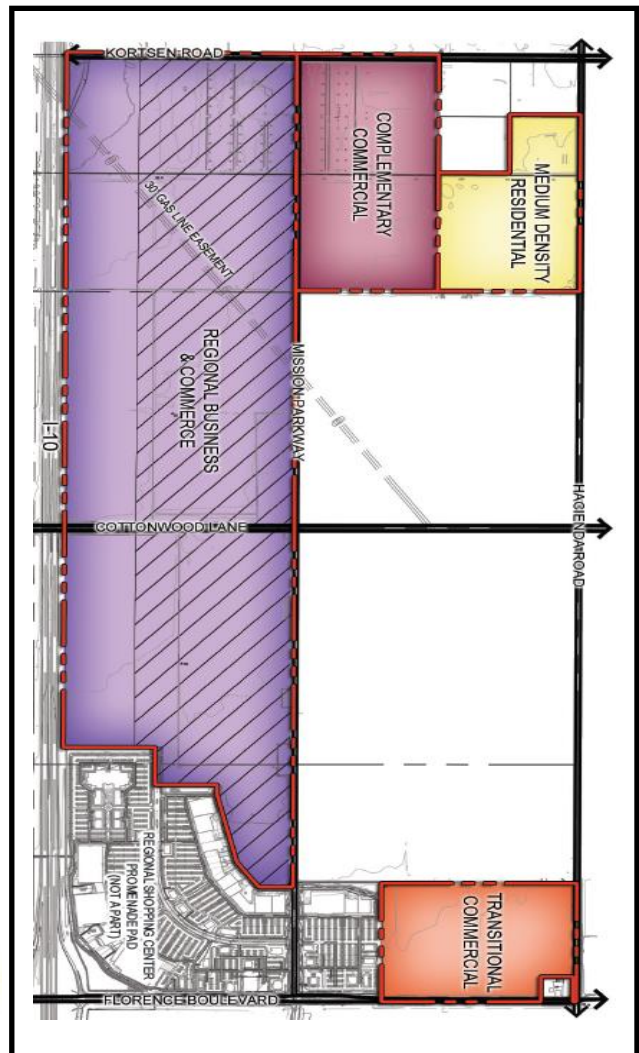 KORTSEN ROAD
COMPLEMENTARY
COMMERCIAL
MEDIUM DENSITY
RESIDENTIAL
30' GAS LINE EASEMENT
REGIONAL BUSINESS
& COMMERCE
MISSION PARKWAY
I-10
COTTONWOOD LANE
HACIENDA ROAD
REGIONAL SHOPPING CENTER
PROMENADE PAD
(NOT A PART)
TRANSITIONAL
COMMERCIAL
FLORENCE BOULEVARD